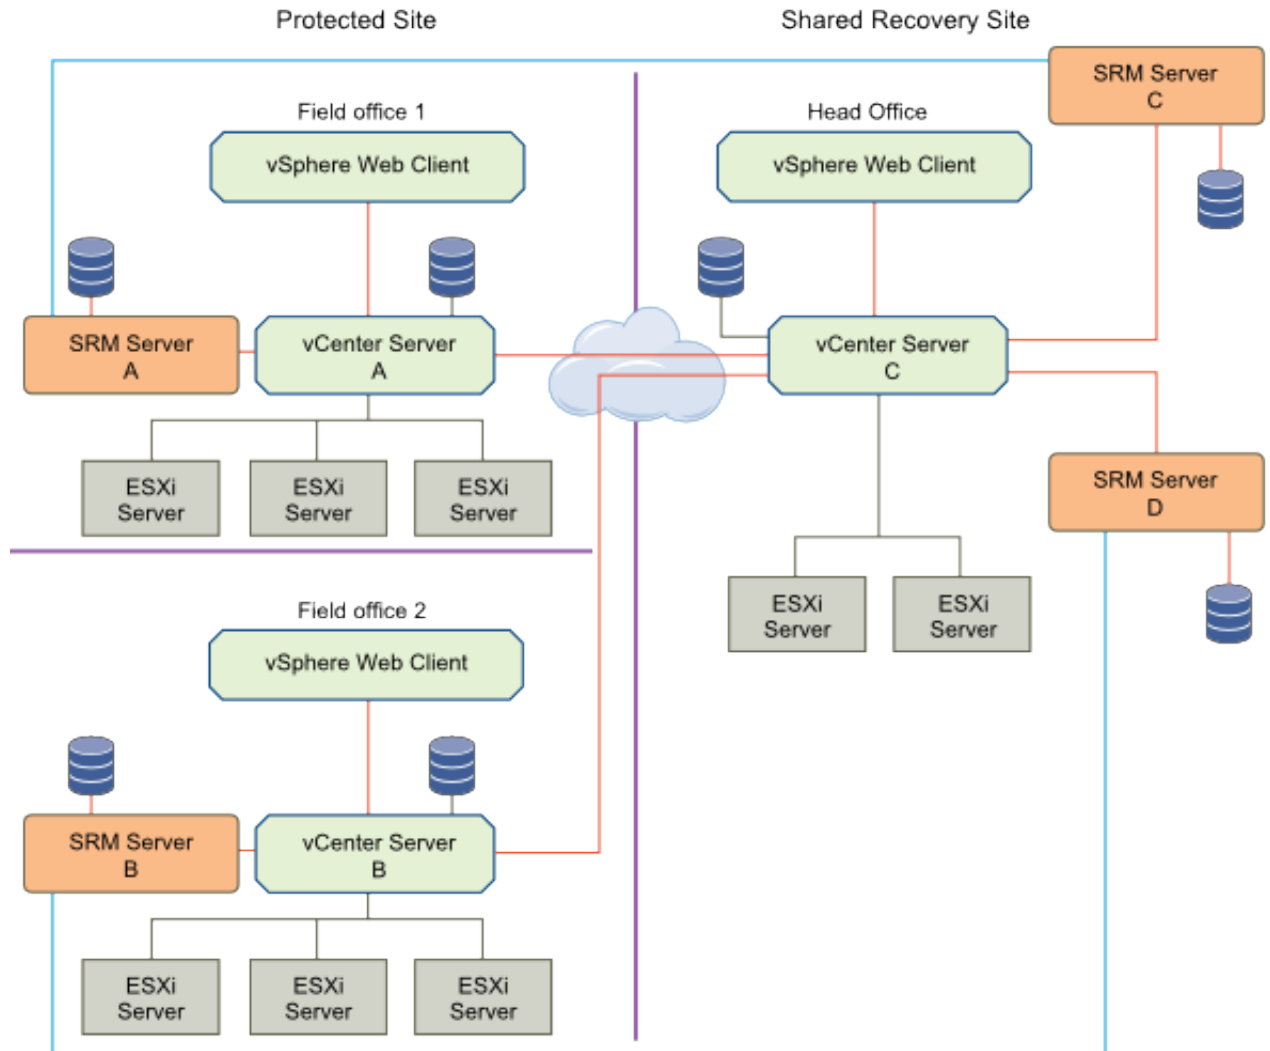 Protected Site
Shared Recovery Site
SRM Server
C
Field office 1
Head Office
vSphere Web Client
vSphere Web Client
SRM Server
A
vCenter Server
A
vCenter Server
C
ESXi
Server
ESXi
Server
ESXi
Server
SRM Server
D
ESXi
Server
ESXi
Server
Field office 2
vSphere Web Client
SRM Server
B
vCenter Server
B
ESXi
Server
ESXi
Server
ESXi
Server